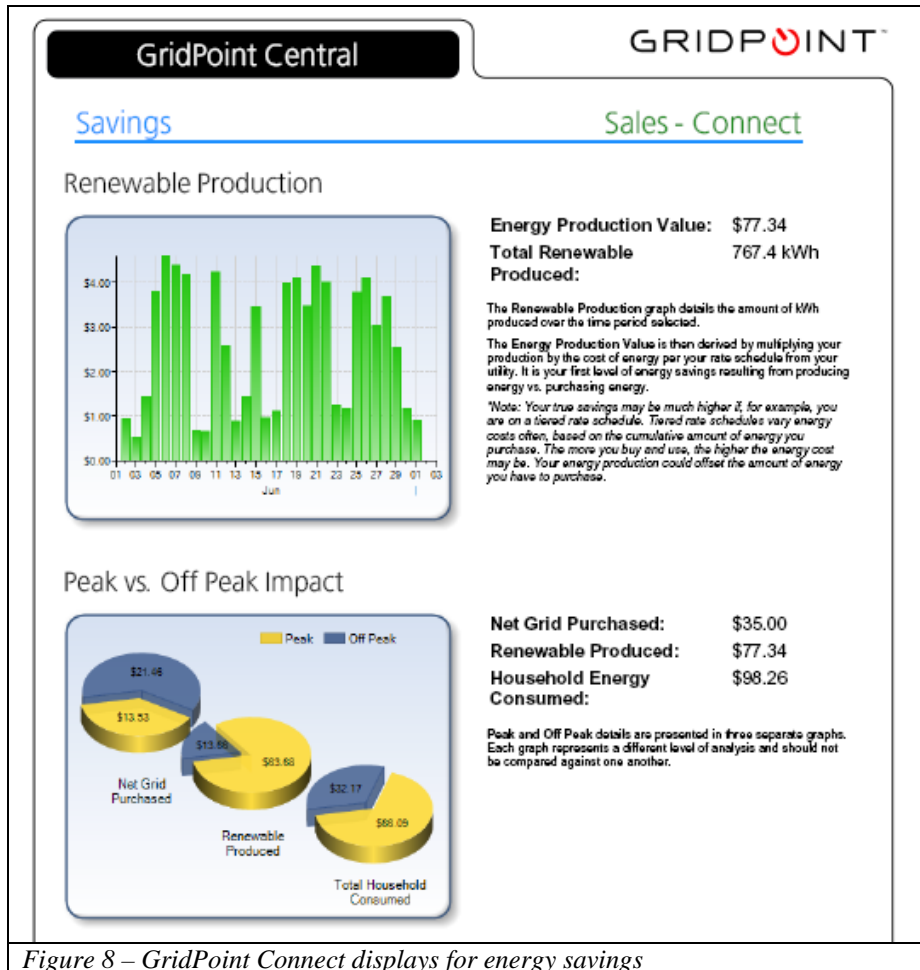 GridPoint Central
GRIDPOINT
Savings
Sales - Connect
Renewable Production
$4.00
$3.00
$2.00
$1.00
$0.00
01 03 05 07 09 11 13 15 17 19 21 23 25 27 29 01 03
Jun
Energy Production Value: $77.34
Total Renewable 767.4 kWh
Produced:
The Renewable Production graph details the amount of kWh
produced over the time period selected.
The Energy Production Value is then derived by multiplying your
production by the cost of energy per your rate schedule from your
utility. It is your first level of energy savings resulting from producing
energy vs. purchasing energy.
*Note: Your true savings may be much higher if, for example, you
are on a tiered rate schedule. Tiered rate schedules vary energy
costs often, based on the cumulative amount of energy you
purchase. The more you buy and use, the higher the energy cost
may be. Your energy production could offset the amount of energy
you have to purchase.
Peak vs. Off Peak Impact
Peak Off Peak
$21.46
$13.53
Net Grid
Purchased
$13.66
$63.68
Renewable
Produced
$32.17
$66.09
Total Household
Consumed
Net Grid Purchased: $35.00
Renewable Produced: $77.34
Household Energy $98.26
Consumed:
Peak and Off Peak details are presented in three separate graphs.
Each graph represents a different level of analysis and should not
be compared against one another.
Figure 8 – GridPoint Connect displays for energy savings